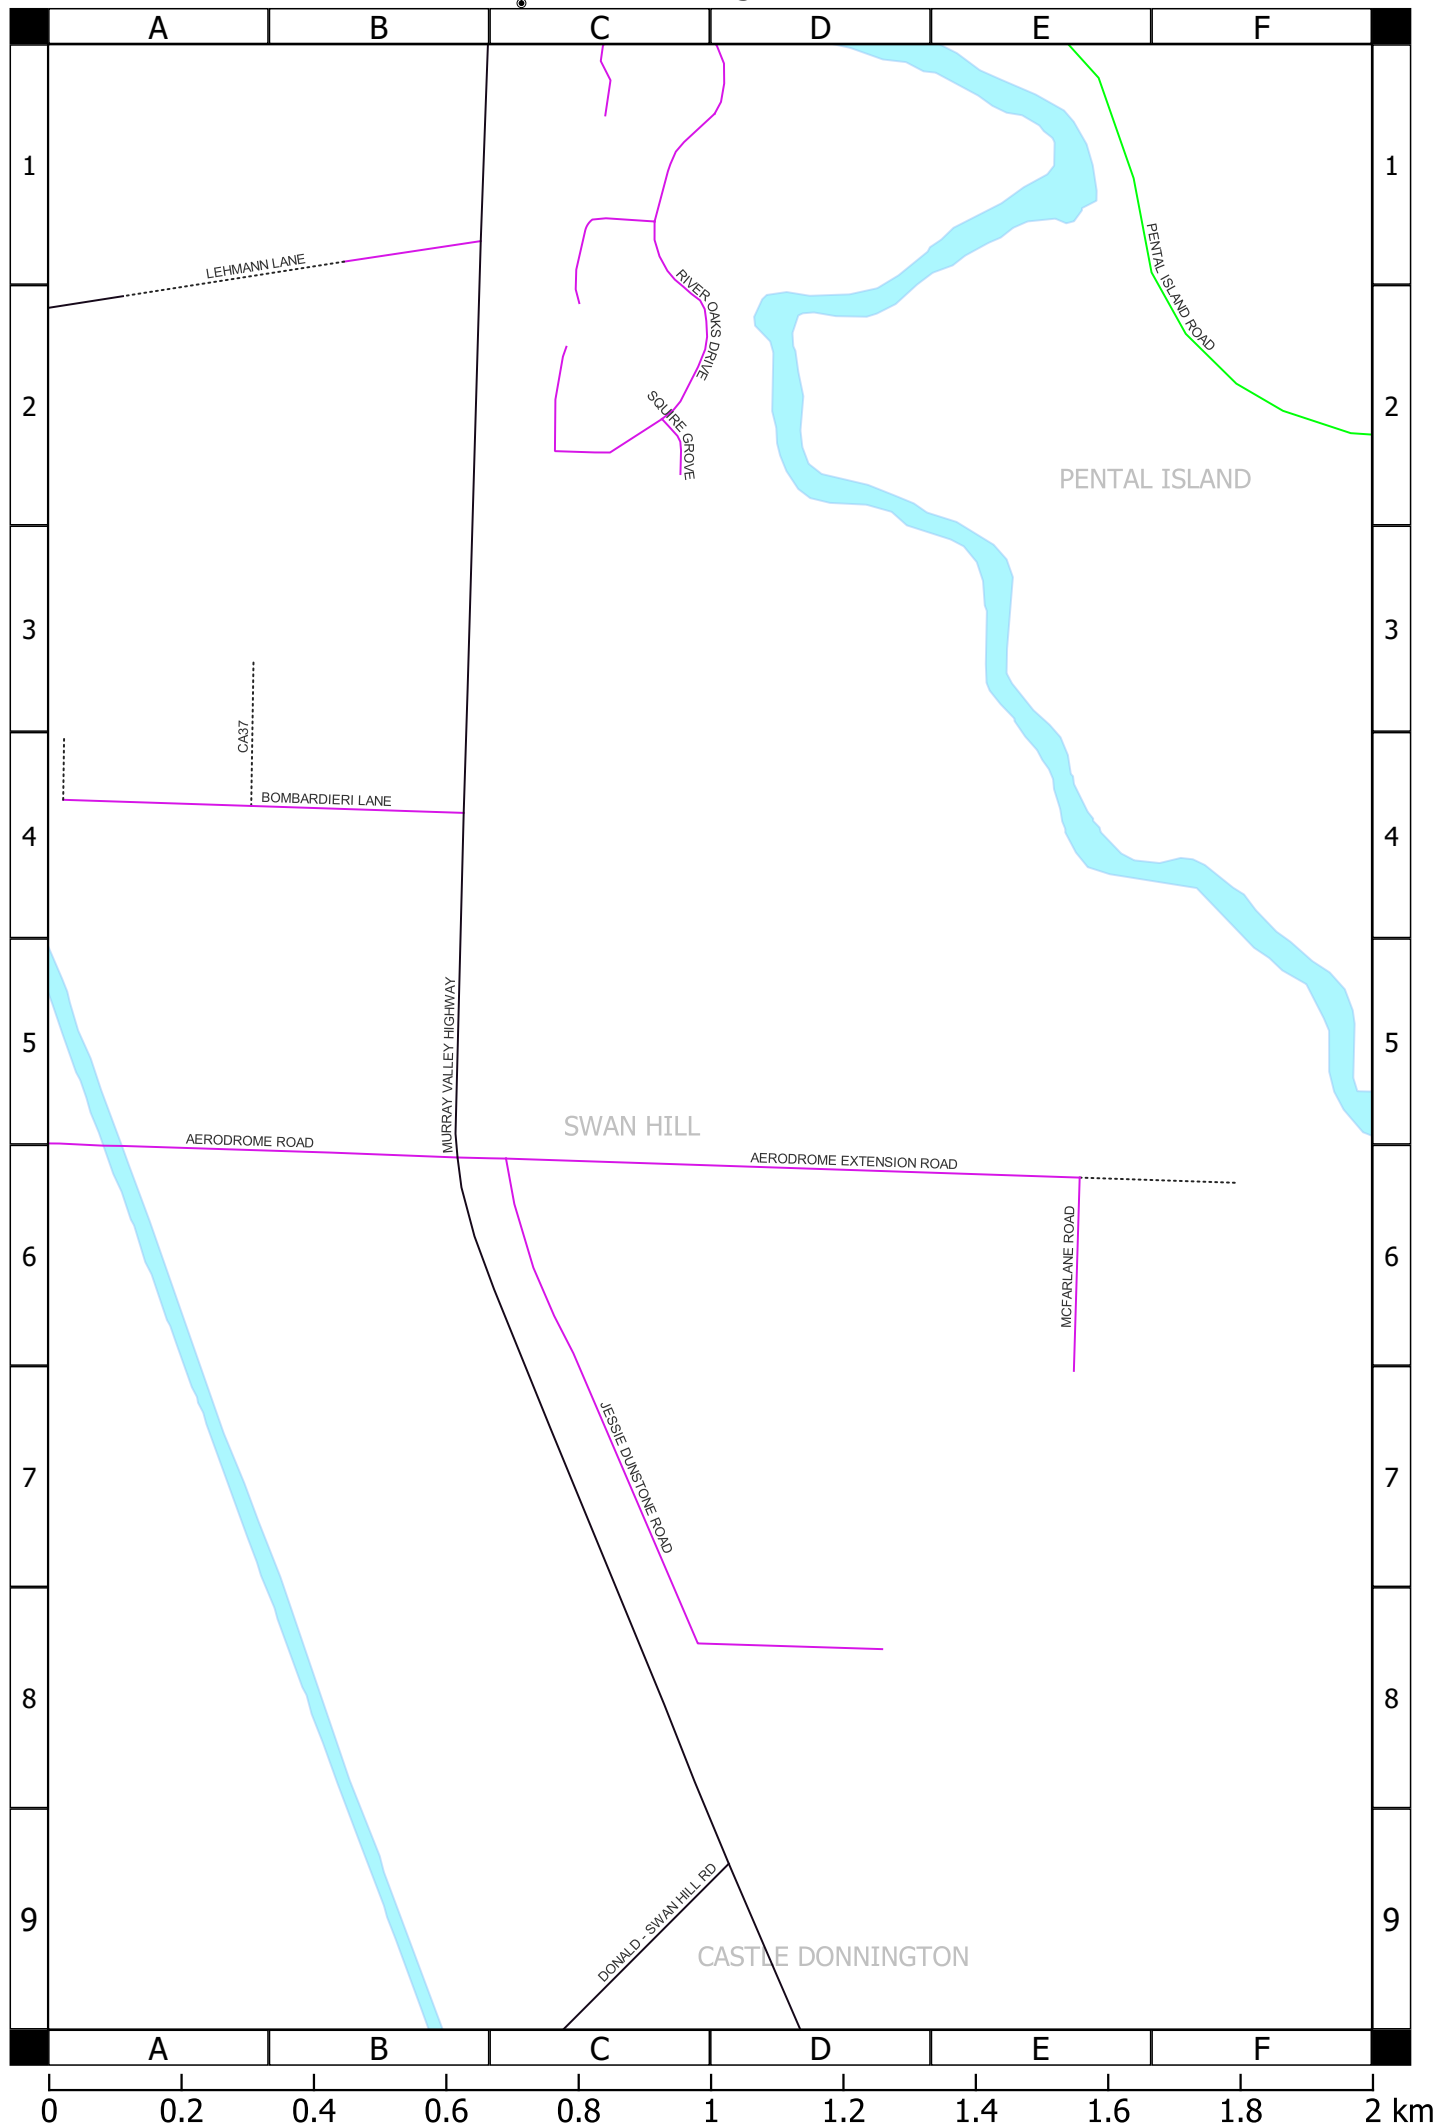 A B C D E F
1 1
LEHMANN LANE
PENTAL ISLAND ROAD
RIVER OAKS DRIVE
2 2
SQUIRE GROVE
PENTAL ISLAND
3 3
CA37
BOMBARDIERI LANE
4 4
MURRAY VALLEY HIGHWAY
5 5
SWAN HILL
AERODROME ROAD
AERODROME EXTENSION ROAD
MCFARLANE ROAD
6 6
JESSIE DUNSTONE ROAD
7 7
8 8
DONALD - SWAN HILL RD
9 9
CASTLE DONNINGTON
A B C D E F
0 0.2 0.4 0.6 0.8 1 1.2 1.4 1.6 1.8 2 km